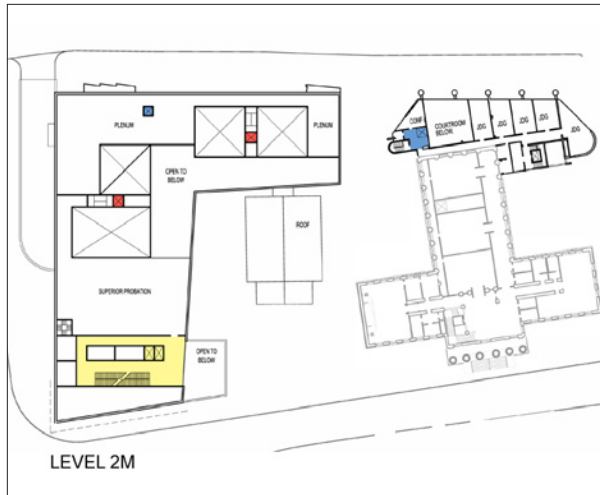 PLENUM
PLENUM
OPEN TO
BELOW
ROOF
SUPERIOR PROBATION
OPEN TO
BELOW
CONF
COURTROOM
BELOW
JDG
JDG
JDG
JDG
JDG
LEVEL 2M